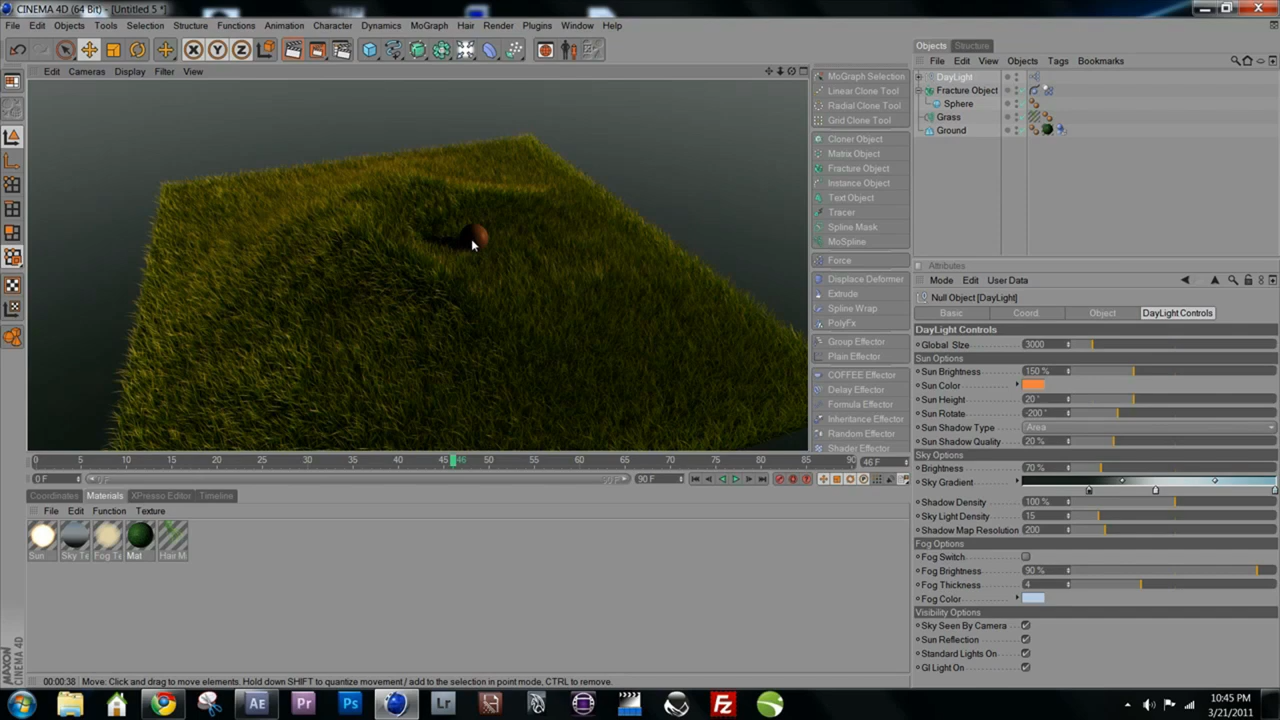 CINEMA 4D (64 Bit) - [Untitled 5 *]
File Edit Objects Tools Selection Structure Functions Animation Character Dynamics MoGraph Hair Render Plugins Window Help
X Y Z
Edit Cameras Display Filter View
MoGraph Selection
Linear Clone Tool
Radial Clone Tool
Grid Clone Tool
Cloner Object
Matrix Object
Fracture Object
Instance Object
Text Object
Tracer
Spline Mask
MoSpline
Force
Displace Deformer
Extrude
Spline Wrap
PolyFx
Group Effector
Plain Effector
COFFEE Effector
Delay Effector
Formula Effector
Inheritance Effector
Random Effector
Shader Effector
Objects Structure
File Edit View Objects Tags Bookmarks
DayLight
Fracture Object
Sphere
Grass
Ground
Attributes
Mode Edit User Data
Null Object [DayLight]
Basic Coord. Object DayLight Controls
DayLight Controls
Global SIze 3000
Sun Options
Sun Brightness 150 %
Sun Color
Sun Height 20 °
Sun Rotate -200 °
Sun Shadow Type Area
Sun Shadow Quality 20 %
Sky Options
Brightness 70 %
Sky Gradient
Shadow Density 100 %
Sky Light Density 15
Shadow Map Resolution 200
Fog Options
Fog Switch
Fog Brightness 90 %
Fog Thickness 4
Fog Color
Visibility Options
Sky Seen By Camera
Sun Reflection
Standard Lights On
GI Light On
0 5 10 15 20 25 30 35 40 45 46 50 55 60 65 70 75 80 85 90 46 F
0 F 90 F
Coordinates Materials XPresso Editor Timeline
File Edit Function Texture
Sun Sky Te Fog Te Mat Hair M
MAXON CINEMA 4D
00:00:38 Move: Click and drag to move elements. Hold down SHIFT to quantize movement / add to the selection in point mode, CTRL to remove.
Ae Pr Ps Lr Fz
10:45 PM
3/21/2011